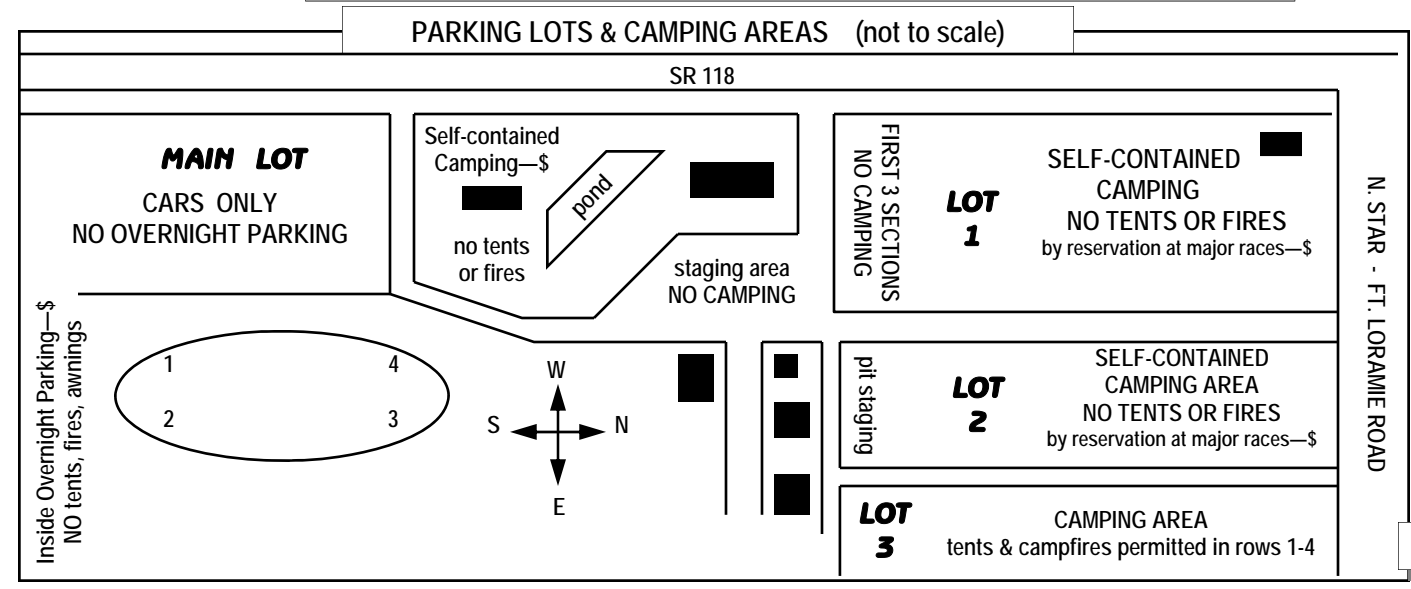 PARKING LOTS & CAMPING AREAS (not to scale)
SR 118
MAIN LOT
CARS ONLY
NO OVERNIGHT PARKING
Self-contained
Camping—$
pond
no tents
or fires
staging area
NO CAMPING
FIRST 3 SECTIONS
NO CAMPING
LOT
1
SELF-CONTAINED
CAMPING
NO TENTS OR FIRES
by reservation at major races—$
N. STAR - FT. LORAMIE ROAD
Inside Overnight Parking—$
NO tents, fires, awnings
1
4
2
3
W
S
N
E
pit staging
LOT
2
SELF-CONTAINED
CAMPING AREA
NO TENTS OR FIRES
by reservation at major races—$
LOT
3
CAMPING AREA
tents & campfires permitted in rows 1-4